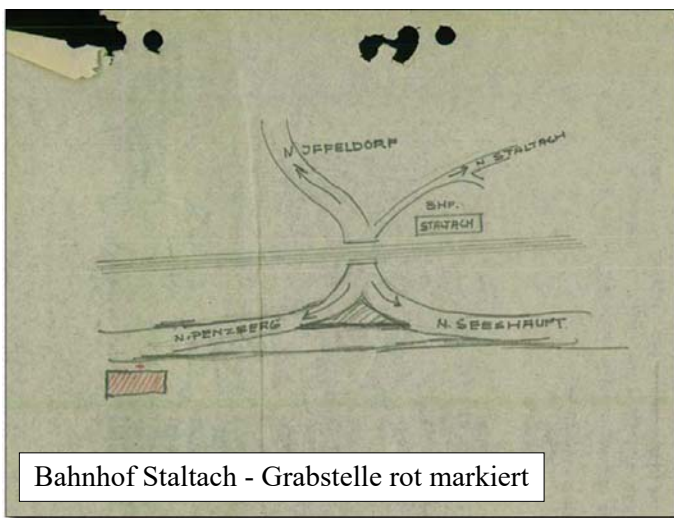 N. IFFELDORF
N. STALTACH
BHF.
STALTACH
N. PENZBERG
N. SEESHAUPT.
Bahnhof Staltach - Grabstelle rot markiert